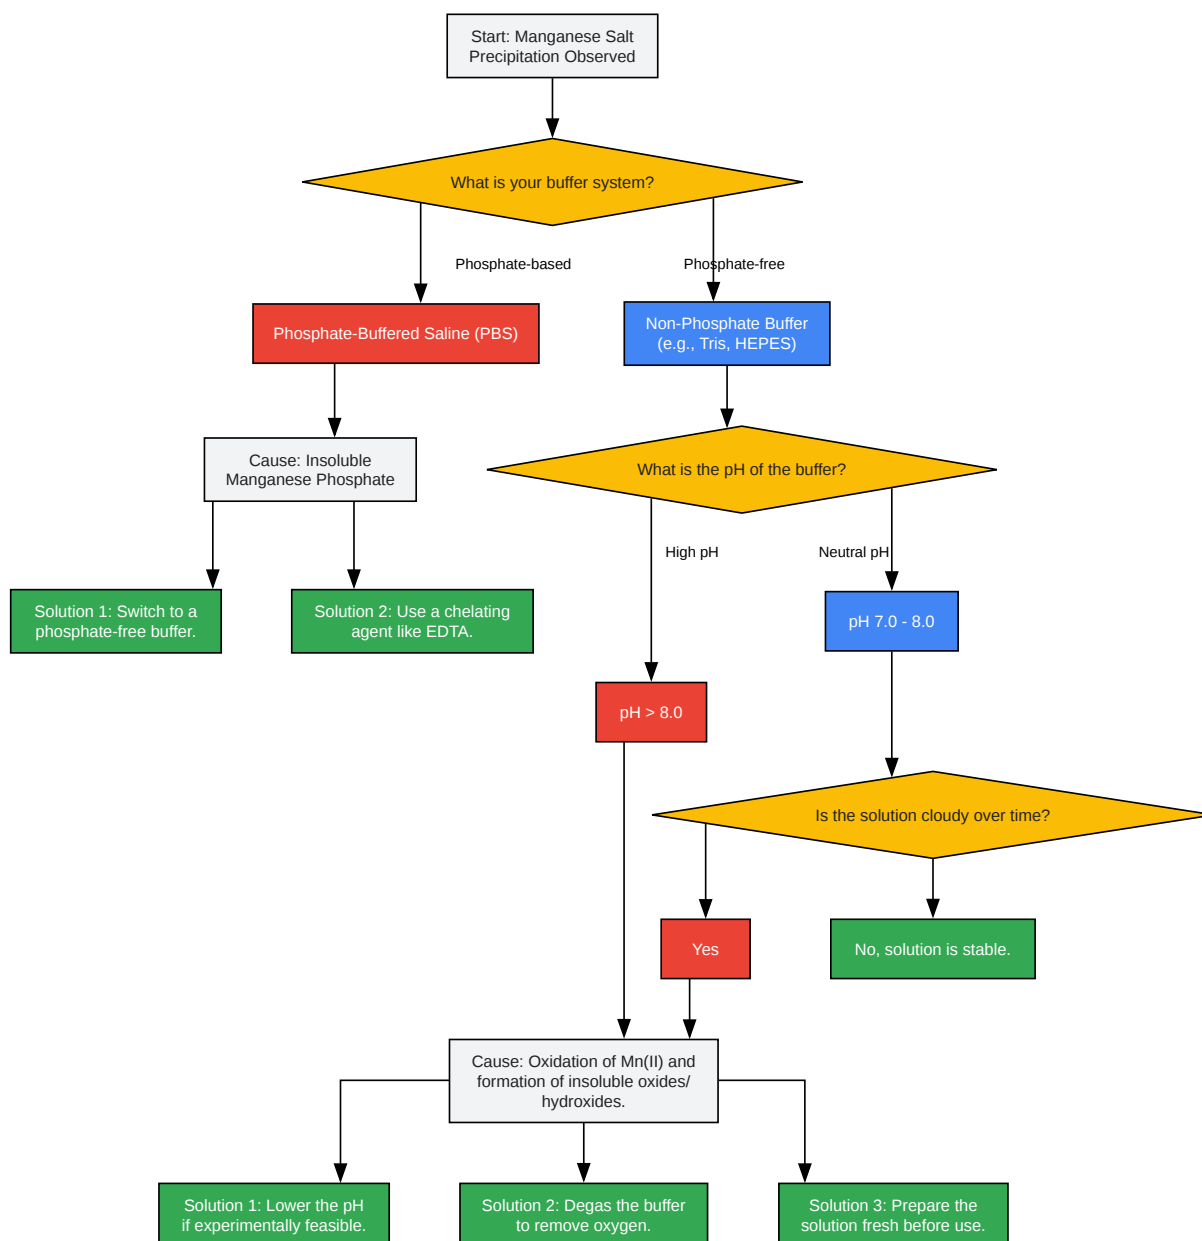 Start: Manganese Salt
Precipitation Observed
What is your buffer system?
Phosphate-based
Phosphate-free
Phosphate-Buffered Saline (PBS)
Non-Phosphate Buffer
(e.g., Tris, HEPES)
Cause: Insoluble
Manganese Phosphate
What is the pH of the buffer?
High pH
Neutral pH
Solution 1: Switch to a
phosphate-free buffer.
Solution 2: Use a chelating
agent like EDTA.
pH 7.0 - 8.0
pH > 8.0
Is the solution cloudy over time?
Yes
No, solution is stable.
Cause: Oxidation of Mn(II) and
formation of insoluble oxides/
hydroxides.
Solution 1: Lower the pH
if experimentally feasible.
Solution 2: Degas the buffer
to remove oxygen.
Solution 3: Prepare the
solution fresh before use.